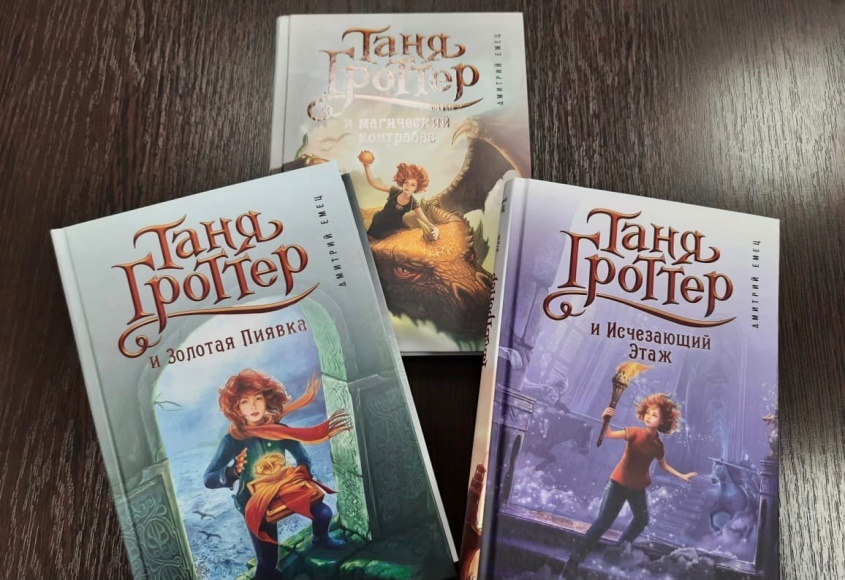 Таня
Гроттер
и магический
контрабас
ДМИТРИЙ ЕМЕЦ
Таня
Гроттер
и Золотая Пиявка
ДМИТРИЙ ЕМЕЦ
Таня
Гроттер
и Исчезающий
Этаж
ДМИТРИЙ ЕМЕЦ